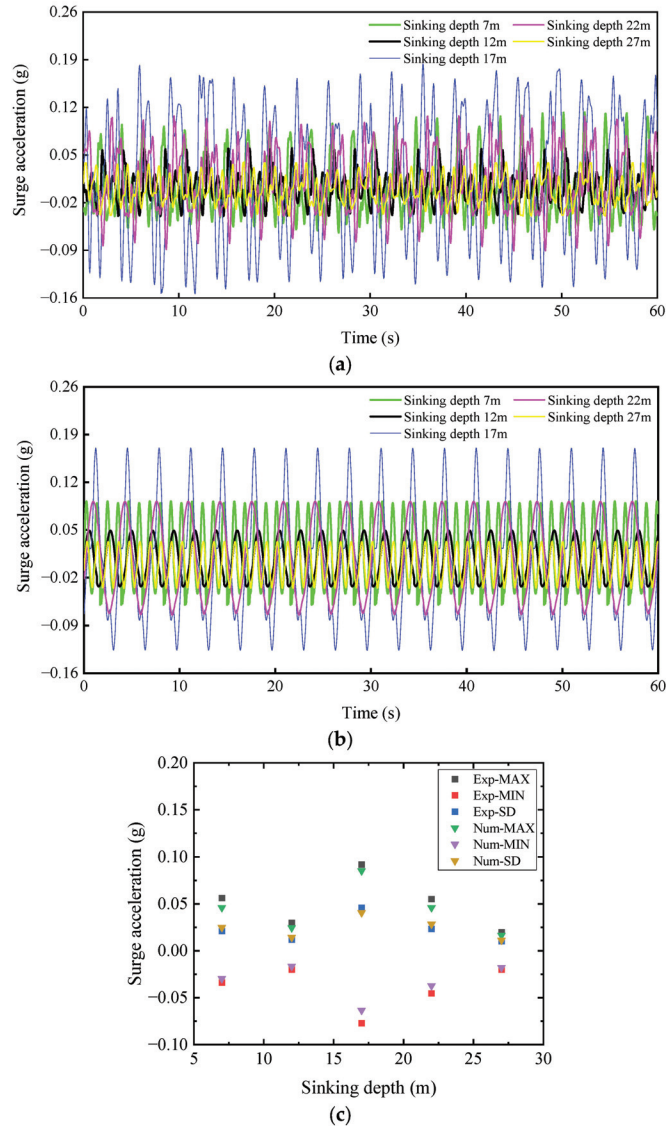 0.26
0.19
0.12
0.05
−0.02
−0.09
−0.16
Surge acceleration (g)
Sinking depth 7m Sinking depth 22m
Sinking depth 12m Sinking depth 27m
Sinking depth 17m
0 10 20 30 40 50 60
Time (s)
(a)
0.26
0.19
0.12
0.05
−0.02
−0.09
−0.16
Surge acceleration (g)
Sinking depth 7m Sinking depth 22m
Sinking depth 12m Sinking depth 27m
Sinking depth 17m
0 10 20 30 40 50 60
Time (s)
(b)
0.20
0.15
0.10
0.05
0.00
−0.05
−0.10
Surge acceleration (g)
Exp-MAX
Exp-MIN
Exp-SD
Num-MAX
Num-MIN
Num-SD
5 10 15 20 25 30
Sinking depth (m)
(c)